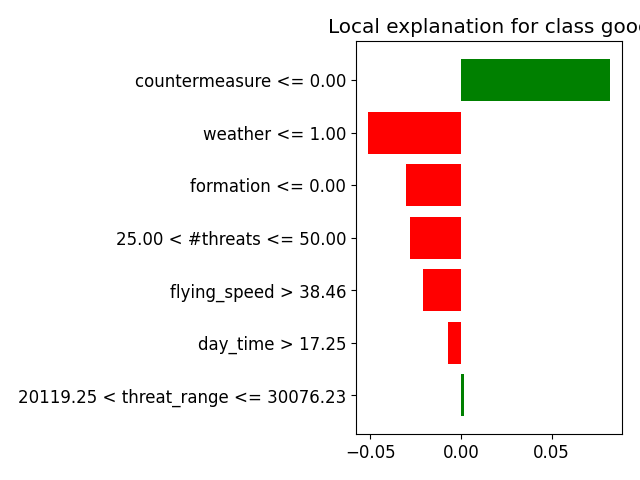 Local explanation for class good
countermeasure <= 0.00
weather <= 1.00
formation <= 0.00
25.00 < #threats <= 50.00
flying_speed > 38.46
day_time > 17.25
20119.25 < threat_range <= 30076.23
−0.05 0.00 0.05